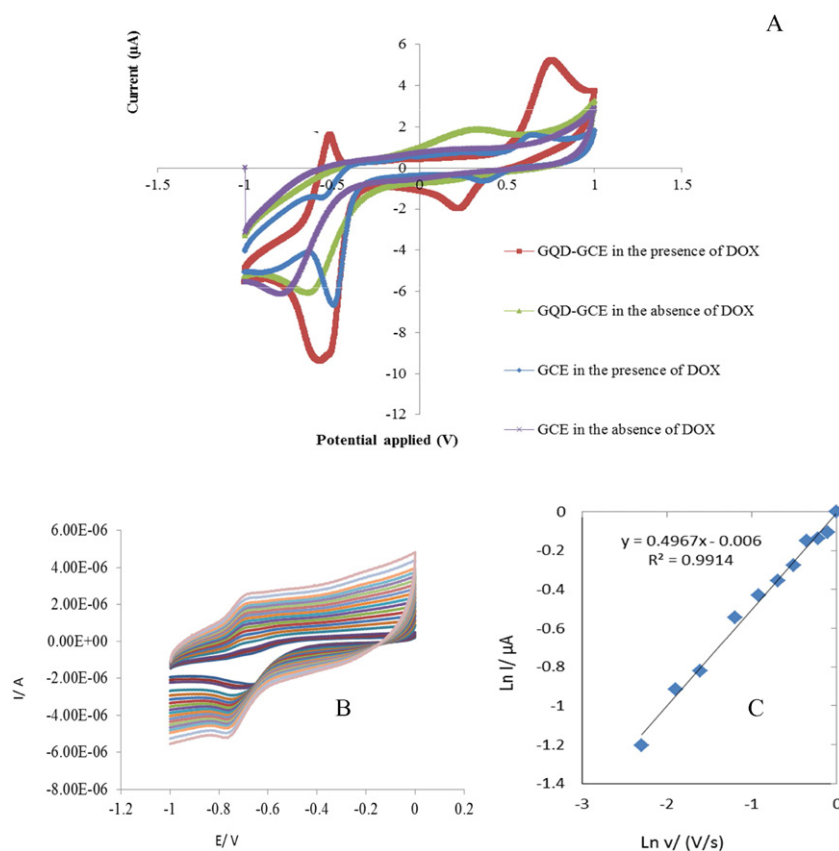 A
Current (µA)
6
4
2
0
-2
-4
-6
-8
-10
-12
-1.5
-1
-0.5
0
0.5
1
1.5
Potential applied (V)
GQD-GCE in the presence of DOX
GQD-GCE in the absence of DOX
GCE in the presence of DOX
GCE in the absence of DOX
6.00E-06
4.00E-06
2.00E-06
0.00E+00
-2.00E-06
-4.00E-06
-6.00E-06
-8.00E-06
I/ A
B
-1.2
-1
-0.8
-0.6
-0.4
-0.2
0
0.2
E/ V
y = 0.4967x - 0.006
R² = 0.9914
0
-0.2
-0.4
-0.6
-0.8
-1
-1.2
-1.4
Ln I/ µA
C
-3
-2
-1
0
Ln v/ (V/s)